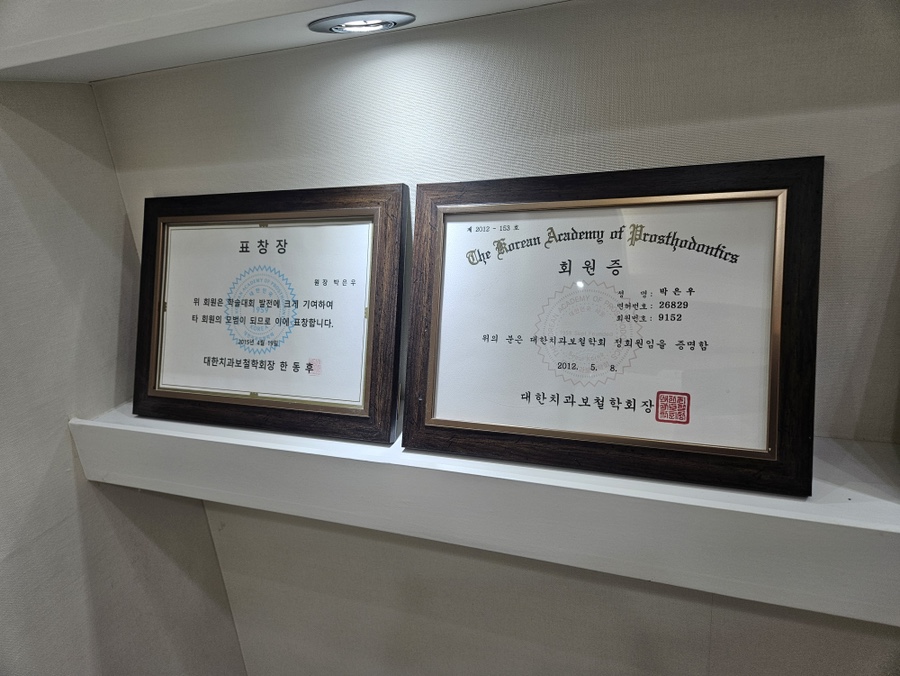 표 창 장
원장 박은우
위 회원은 학술대회 발전에 크게 기여하여
타 회원의 모범이 되므로 이에 표창합니다.
2015년 4월 19일
대한치과보철학회장 한 동 후
제 2012 - 153 호
The Korean Academy of Prosthodontics
회 원 증
성 명 : 박 은 우
면허번호 : 26829
회원번호 : 9152
위의 분은 대한치과보철학회 정회원임을 증명함
2012. 5. 8.
대한치과보철학회장